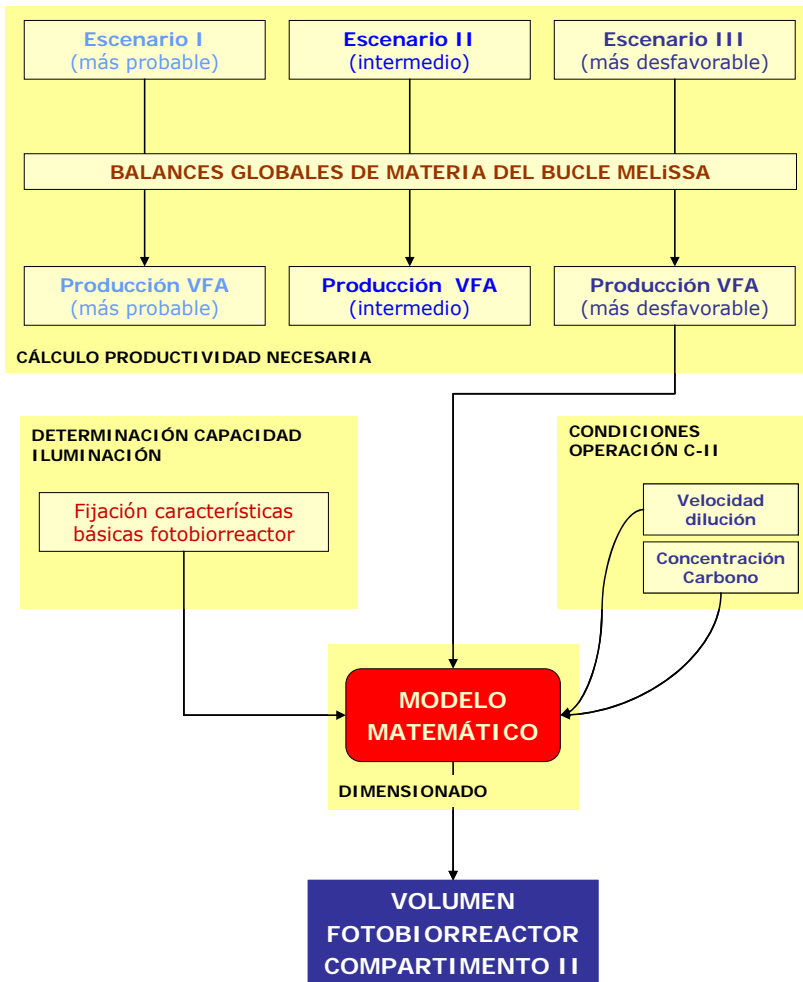 Escenario I
(más probable)
Escenario II
(intermedio)
Escenario III
(más desfavorable)
BALANCES GLOBALES DE MATERIA DEL BUCLE MELiSSA
Producción VFA
(más probable)
Producción VFA
(intermedio)
Producción VFA
(más desfavorable)
CÁLCULO PRODUCTIVIDAD NECESARIA
DETERMINACIÓN CAPACIDAD
ILUMINACIÓN
Fijación características
básicas fotobiorreactor
CONDICIONES
OPERACIÓN C-II
Velocidad
dilución
Concentración
Carbono
MODELO
MATEMÁTICO
DIMENSIONADO
VOLUMEN
FOTOBIORREACTOR
COMPARTIMENTO II